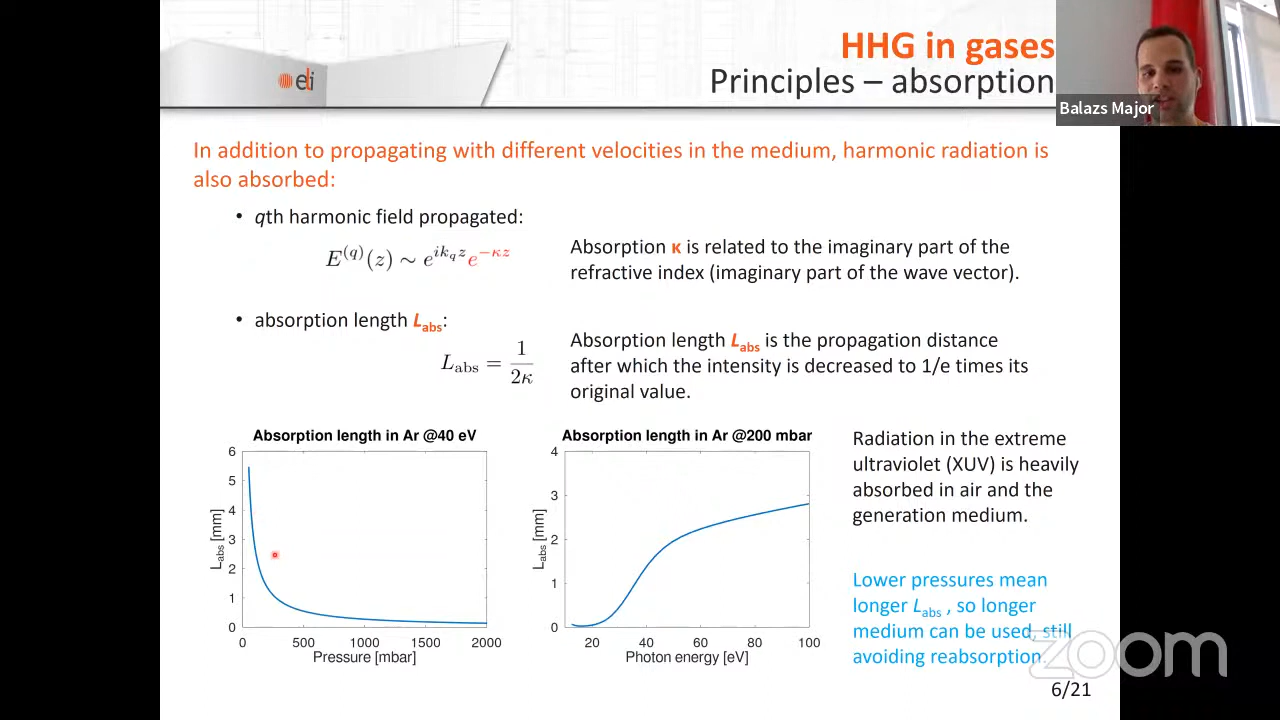 HHG in gases
Principles – absorption
eli
Balazs Major
In addition to propagating with different velocities in the medium, harmonic radiation is
also absorbed:
• qth harmonic field propagated:
E^(q)(z) ∼ e^{ik_q z} e^{−κz}
Absorption κ is related to the imaginary part of the
refractive index (imaginary part of the wave vector).
• absorption length L_abs:
L_abs = 1/2κ
Absorption length L_abs is the propagation distance
after which the intensity is decreased to 1/e times its
original value.
Absorption length in Ar @40 eV
6
5
4
3
2
1
0
L_abs [mm]
0 500 1000 1500 2000
Pressure [mbar]
Absorption length in Ar @200 mbar
4
3
2
1
0
L_abs [mm]
20 40 60 80 100
Photon energy [eV]
Radiation in the extreme
ultraviolet (XUV) is heavily
absorbed in air and the
generation medium.
Lower pressures mean
longer L_abs , so longer
medium can be used, still
avoiding reabsorption.
zoom
6/21